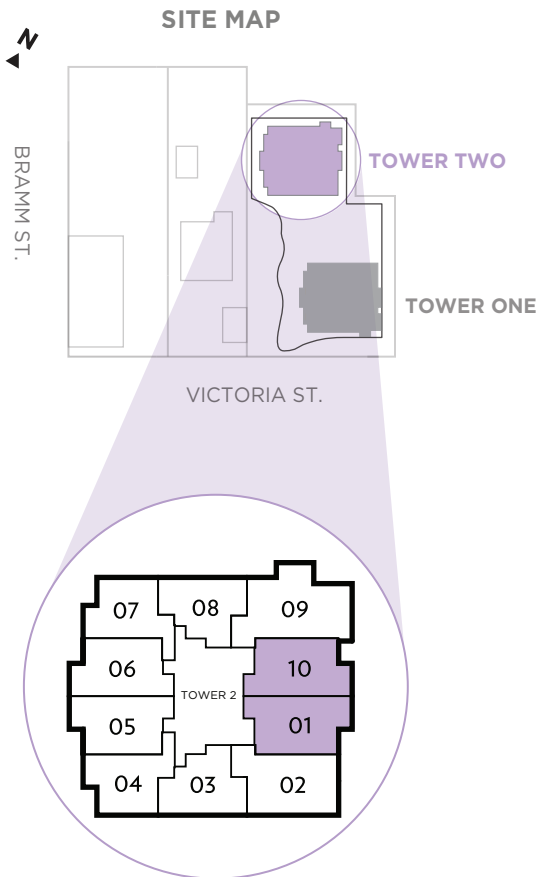 SITE MAP
N
BRAMM ST.
TOWER TWO
TOWER ONE
VICTORIA ST.
07
08
09
06
10
TOWER 2
05
01
04
03
02